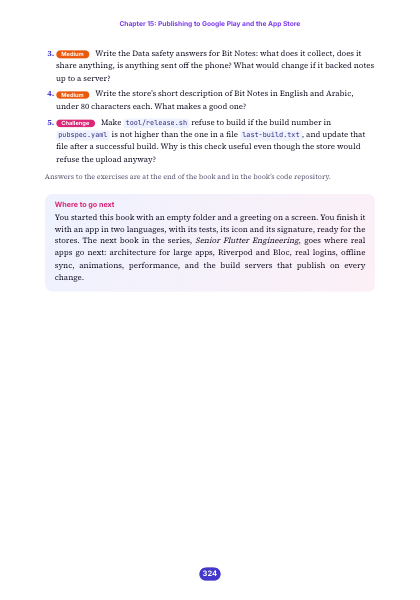 Chapter 15: Publishing to Google Play and the App Store
3. Medium Write the Data safety answers for Bit Notes: what does it collect, does it
share anything, is anything sent off the phone? What would change if it backed notes
up to a server?
4. Medium Write the store's short description of Bit Notes in English and Arabic,
under 80 characters each. What makes a good one?
5. Challenge Make tool/release.sh refuse to build if the build number in
pubspec.yaml is not higher than the one in a file last-build.txt, and update that
file after a successful build. Why is this check useful even though the store would
refuse the upload anyway?
Answers to the exercises are at the end of the book and in the book's code repository.
Where to go next
You started this book with an empty folder and a greeting on a screen. You finish it
with an app in two languages, with its tests, its icon and its signature, ready for the
stores. The next book in the series, Senior Flutter Engineering, goes where real
apps go next: architecture for large apps, Riverpod and Bloc, real logins, offline
sync, animations, performance, and the build servers that publish on every
change.
324